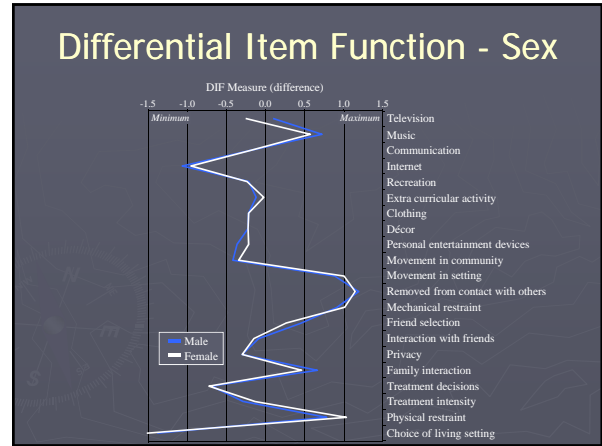 Differential Item Function - Sex
DIF Measure (difference)
-1.5 -1.0 -0.5 0.0 0.5 1.0 1.5
Minimum Maximum
Television
Music
Communication
Internet
Recreation
Extra curricular activity
Clothing
Décor
Personal entertainment devices
Movement in community
Movement in setting
Removed from contact with others
Mechanical restraint
Friend selection
Interaction with friends
Privacy
Family interaction
Treatment decisions
Treatment intensity
Physical restraint
Choice of living setting
Male
Female